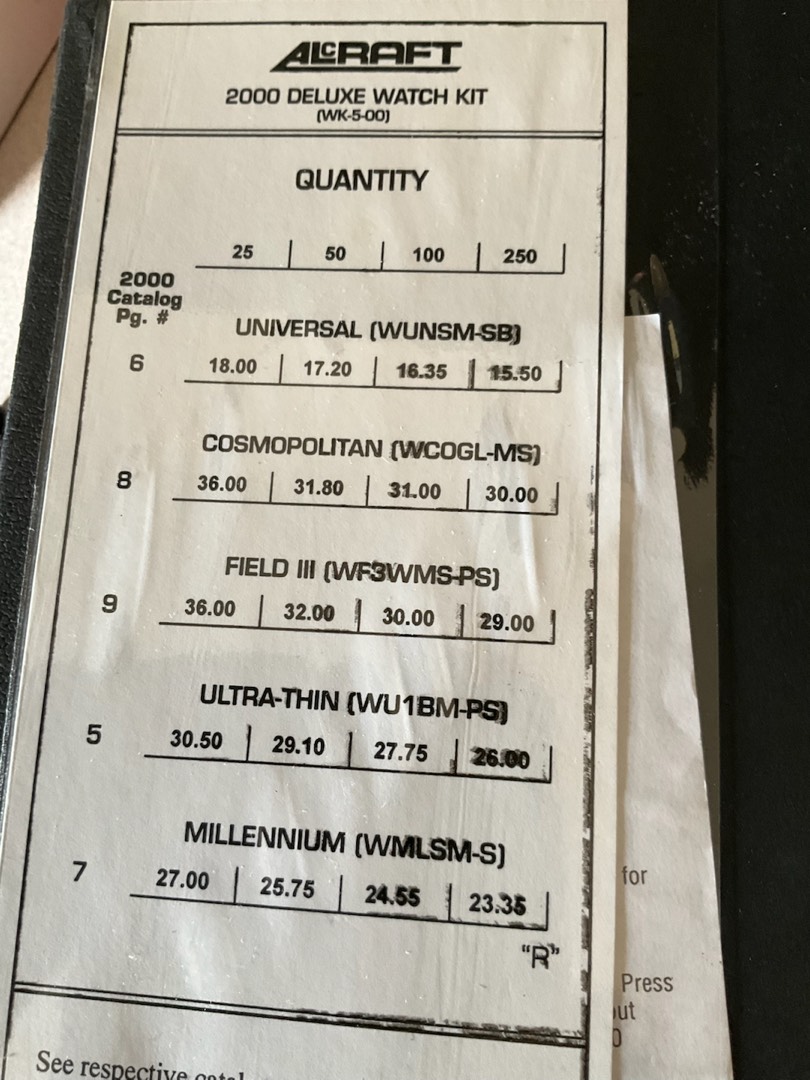 ALCRAFT
2000 DELUXE WATCH KIT
(WK-5-00)
QUANTITY
25 50 100 250
2000
Catalog
Pg. #
UNIVERSAL (WUNSM-SB)
6 18.00 17.20 16.35 15.50
COSMOPOLITAN (WCOGL-MS)
8 36.00 31.80 31.00 30.00
FIELD III (WF3WMS-PS)
9 36.00 32.00 30.00 29.00
ULTRA-THIN (WU1BM-PS)
5 30.50 29.10 27.75 26.00
MILLENNIUM (WMLSM-S)
7 27.00 25.75 24.55 23.35
"R"
See respective
for
Press